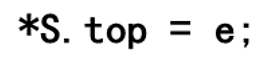 *S.top = e;